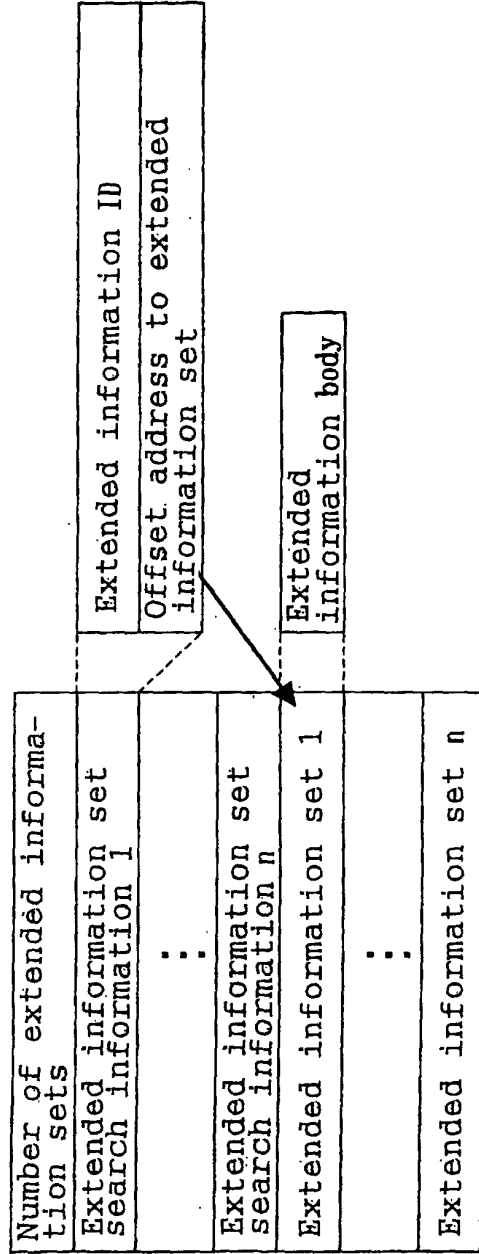 Number of extended informa-
tion sets
Extended information set
search information 1
⋮
Extended information set
search information n
Extended information set 1
⋮
Extended information set n
Extended information ID
Offset address to extended
information set
Extended
information body